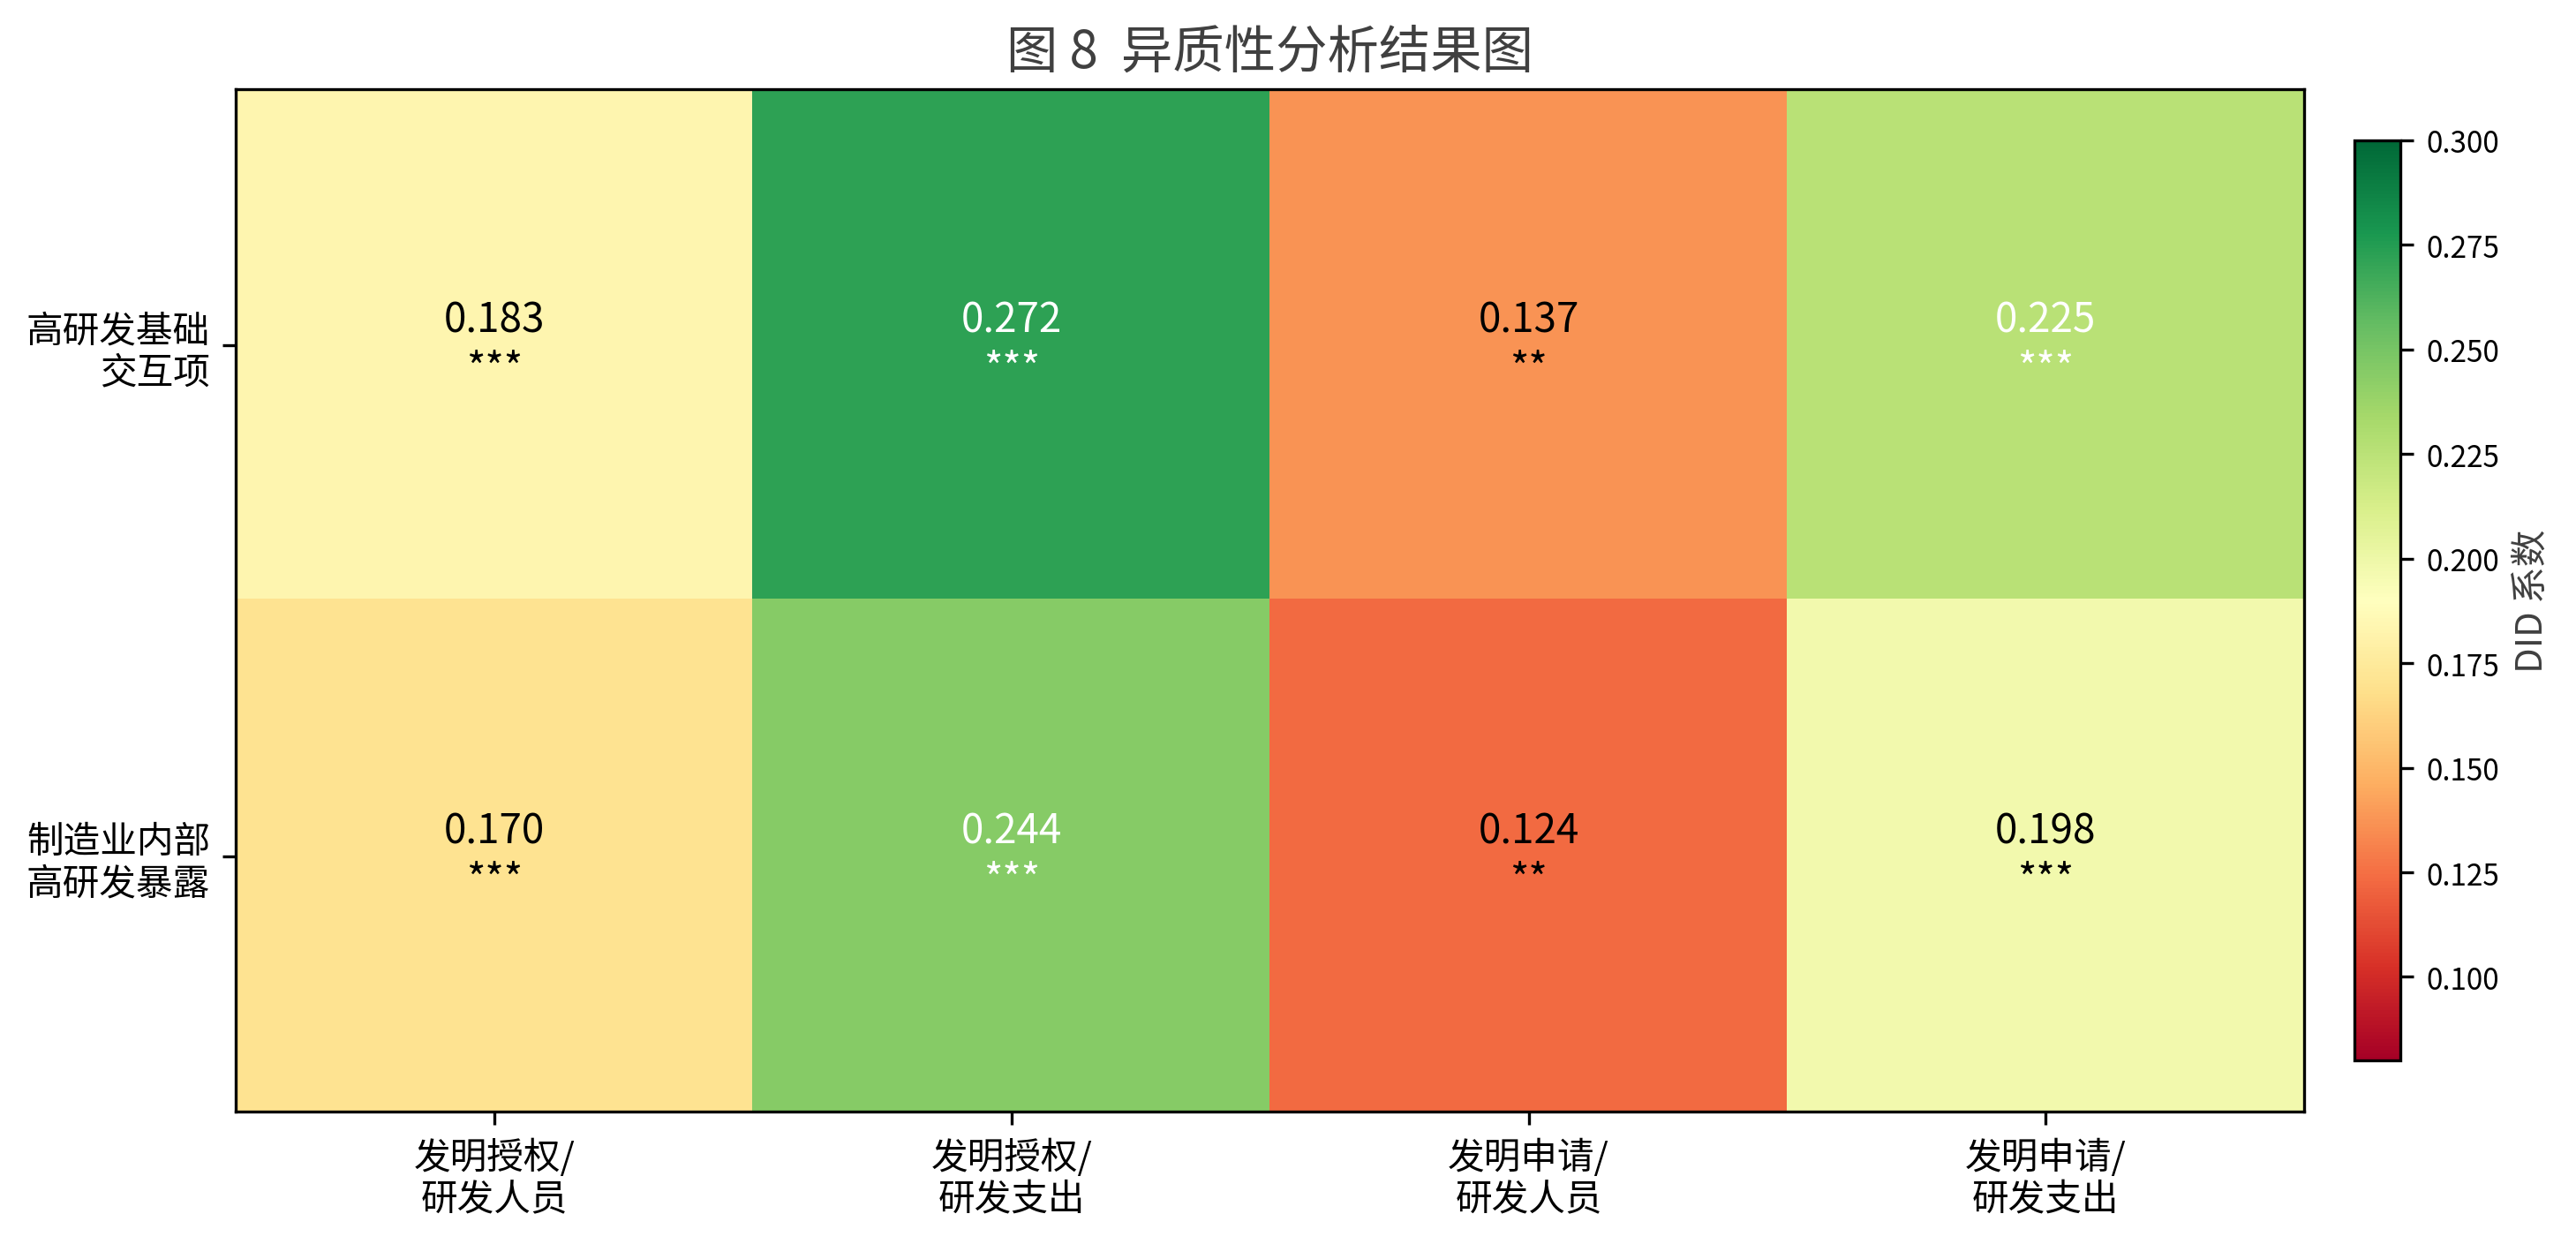 图 8 异质性分析结果图
高研发基础
交互项
0.183
***
0.272
***
0.137
**
0.225
***
制造业内部
高研发暴露
0.170
***
0.244
***
0.124
**
0.198
***
发明授权/
研发人员
发明授权/
研发支出
发明申请/
研发人员
发明申请/
研发支出
0.300
0.275
0.250
0.225
0.200
0.175
0.150
0.125
0.100
DID 系数